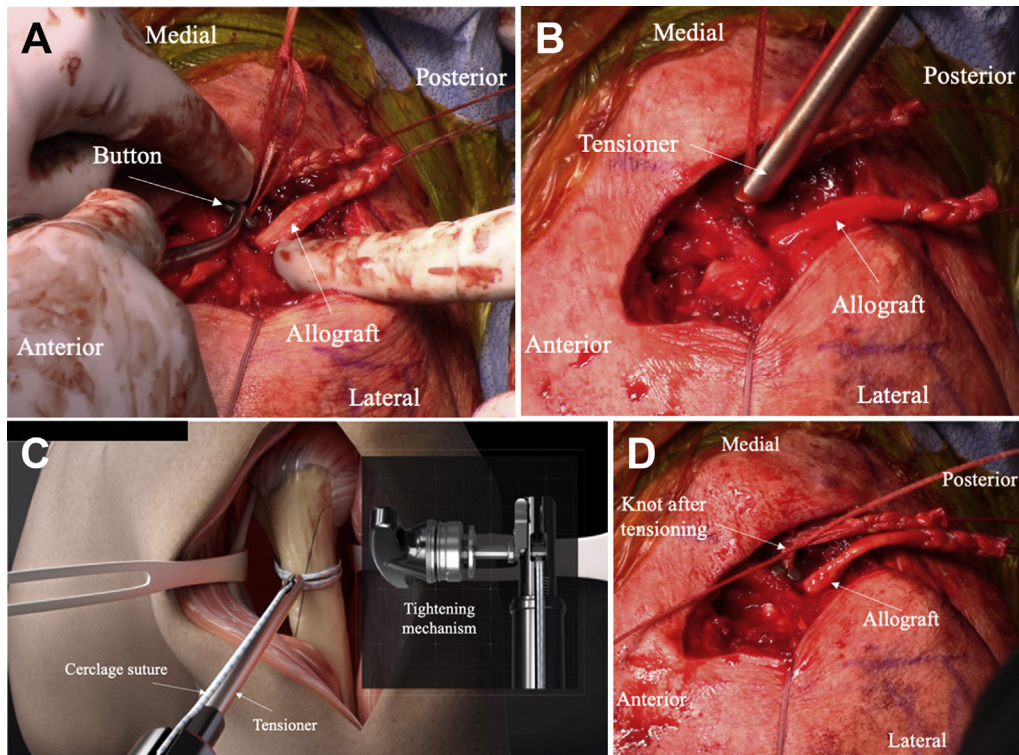 A
Medial
Posterior
Button
Allograft
Anterior
Lateral
B
Medial
Posterior
Tensioner
Allograft
Anterior
Lateral
C
Tightening
mechanism
Cerclage suture
Tensioner
D
Medial
Posterior
Knot after
tensioning
Allograft
Anterior
Lateral